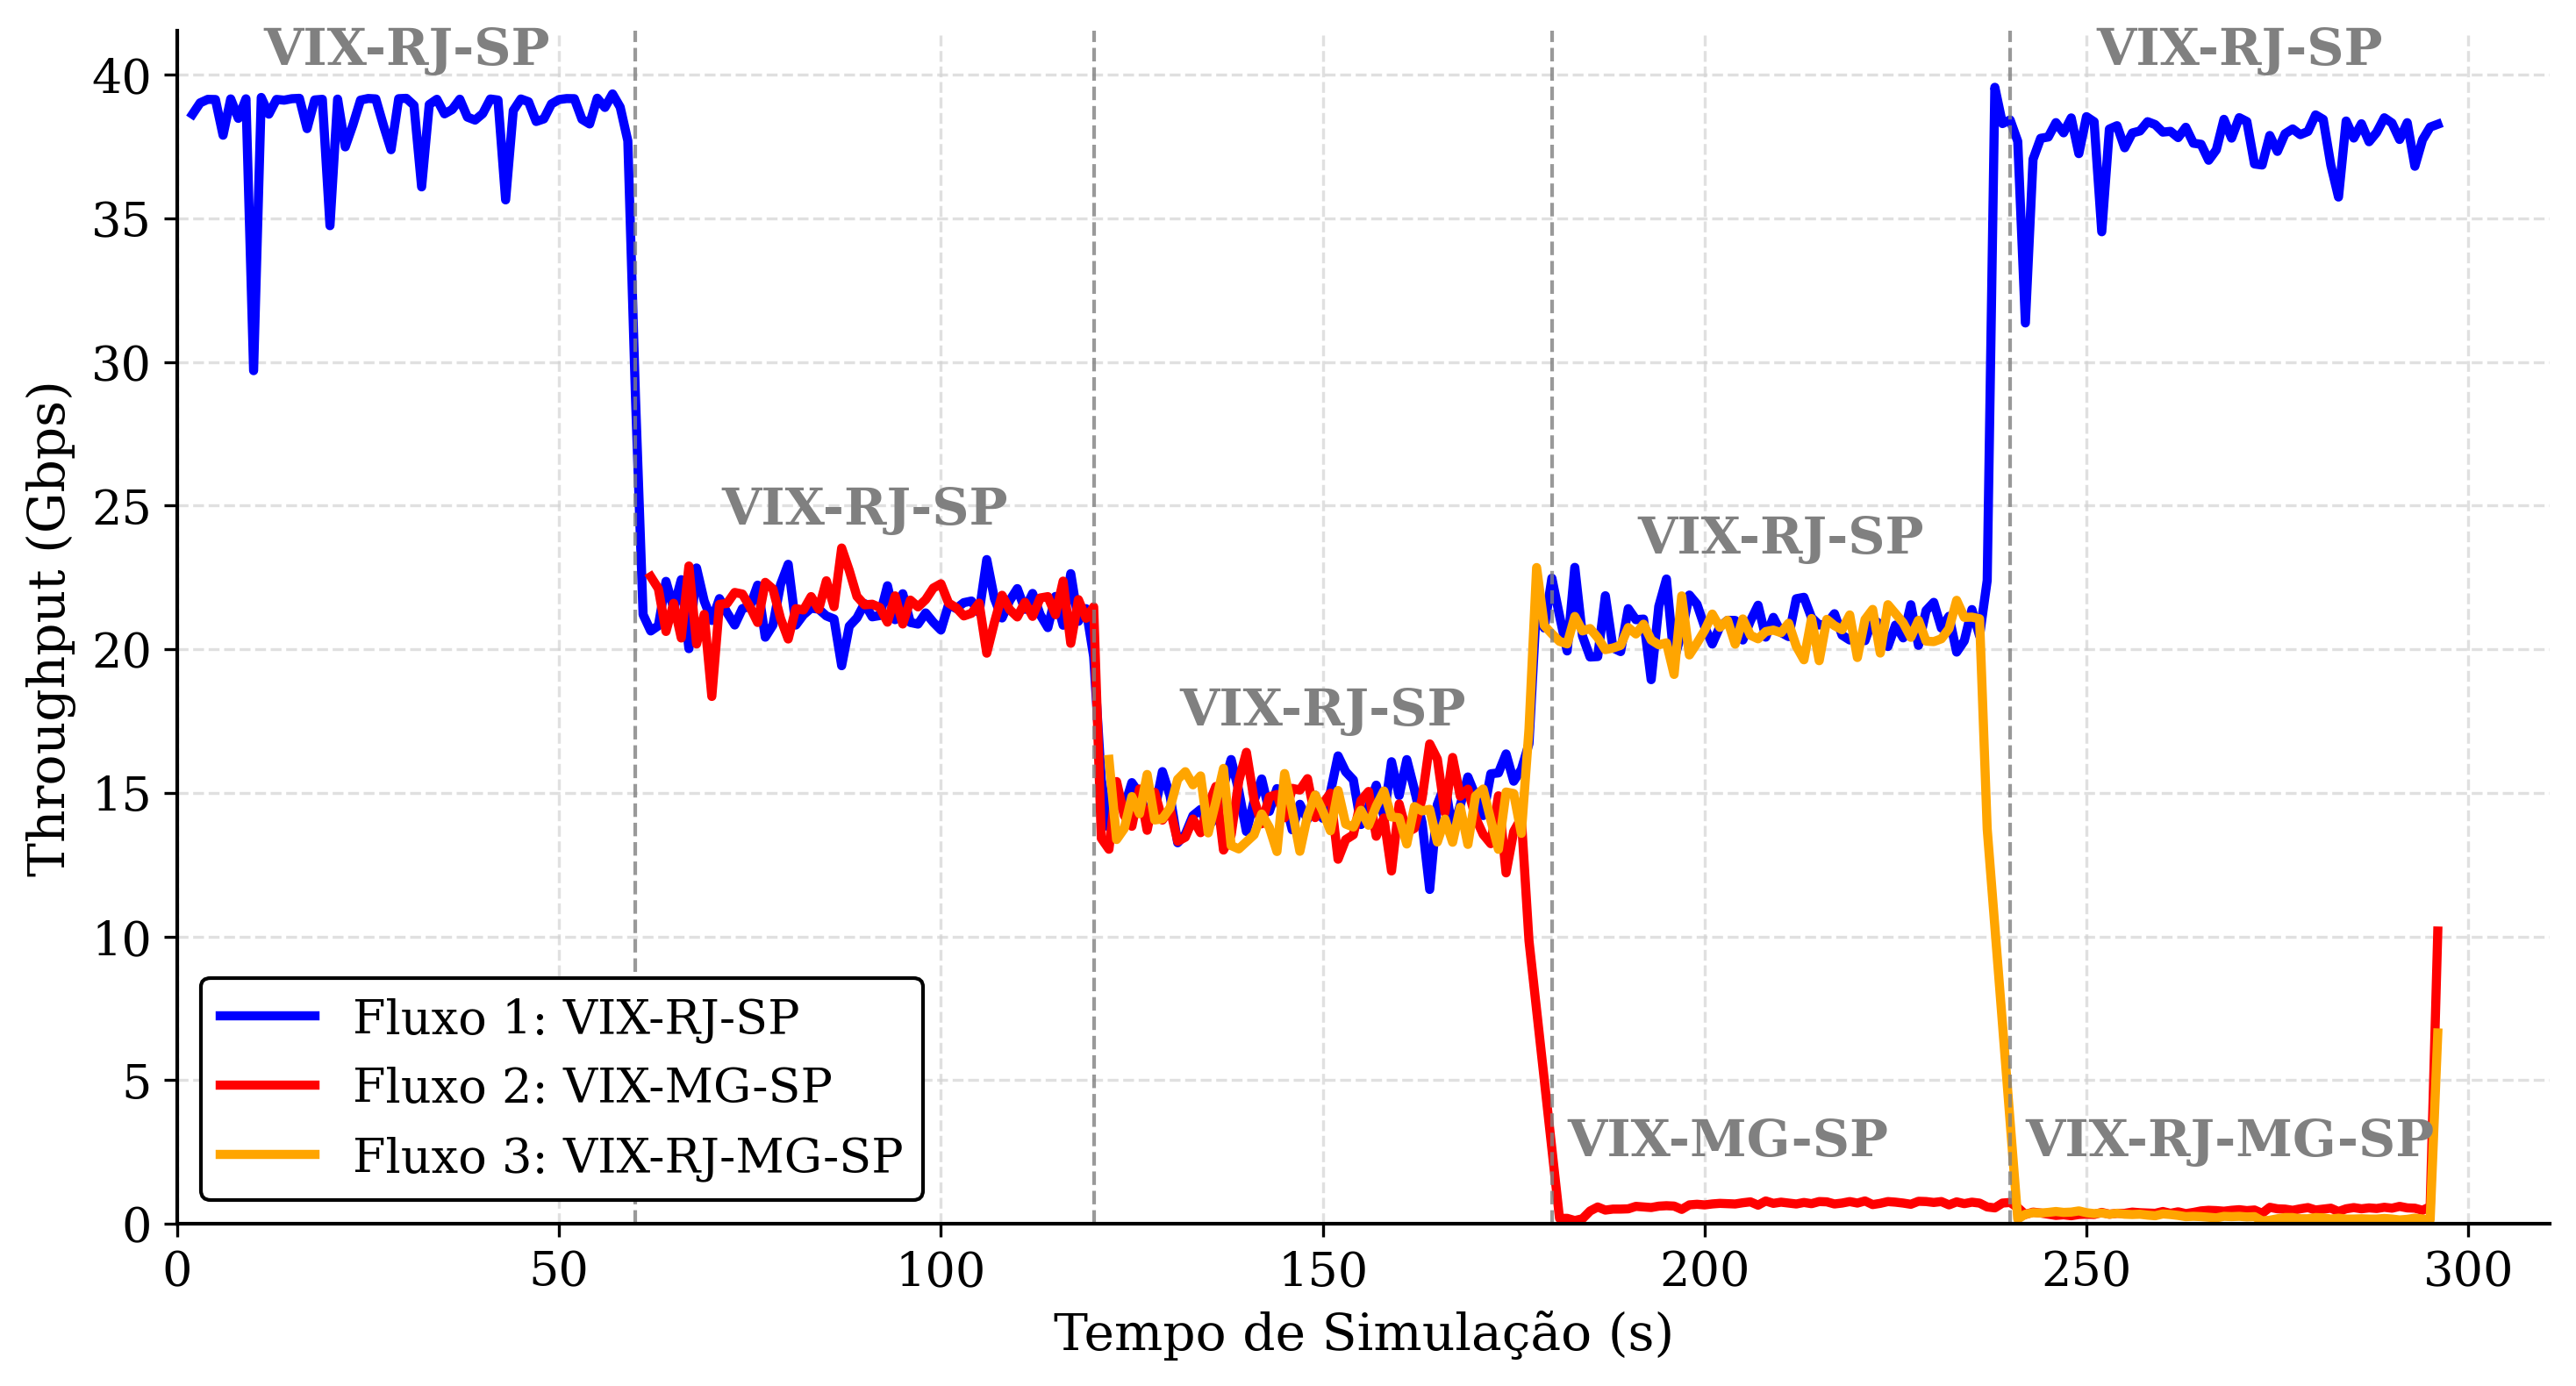 VIX-RJ-SP
VIX-RJ-SP
40
35
30
25
20
15
10
5
0
Throughput (Gbps)
VIX-RJ-SP
VIX-RJ-SP
VIX-RJ-SP
VIX-MG-SP
VIX-RJ-MG-SP
Fluxo 1: VIX-RJ-SP
Fluxo 2: VIX-MG-SP
Fluxo 3: VIX-RJ-MG-SP
0
50
100
150
200
250
300
Tempo de Simulação (s)